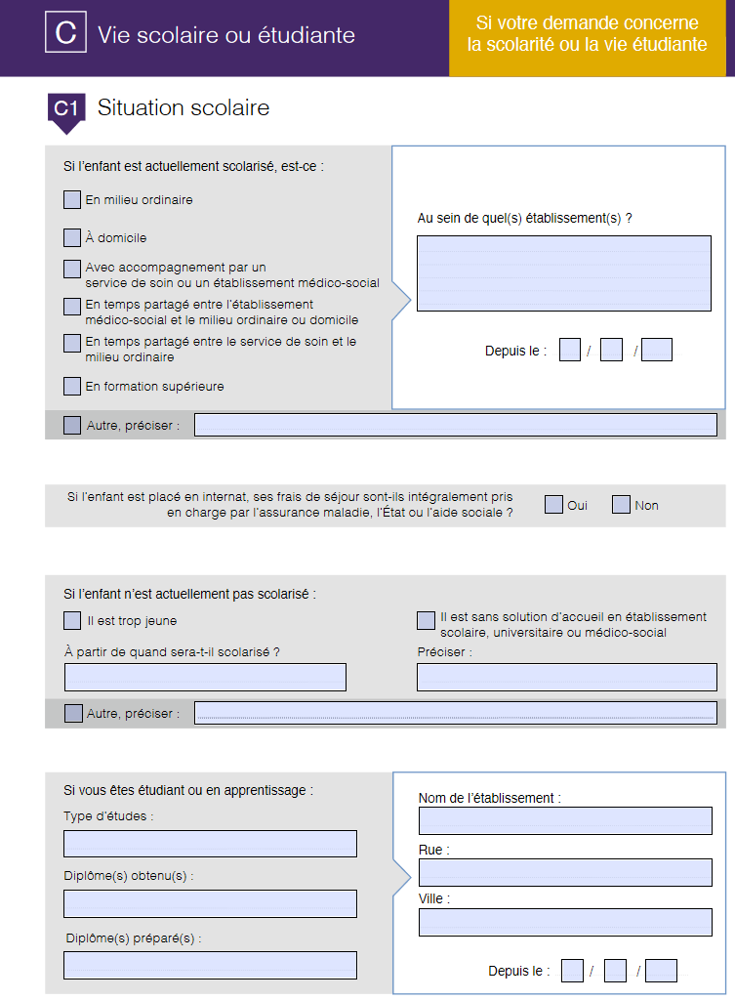 C Vie scolaire ou étudiante
Si votre demande concerne
la scolarité ou la vie étudiante
C1 Situation scolaire
Si l'enfant est actuellement scolarisé, est-ce :
En milieu ordinaire
À domicile
Avec accompagnement par un
service de soin ou un établissement médico-social
En temps partagé entre l'établissement
médico-social et le milieu ordinaire ou domicile
En temps partagé entre le service de soin et le
milieu ordinaire
En formation supérieure
Au sein de quel(s) établissement(s) ?
Depuis le : / /
Autre, préciser :
Si l'enfant est placé en internat, ses frais de séjour sont-ils intégralement pris
en charge par l'assurance maladie, l'État ou l'aide sociale ?
Oui Non
Si l'enfant n'est actuellement pas scolarisé :
Il est trop jeune
À partir de quand sera-t-il scolarisé ?
Il est sans solution d'accueil en établissement
scolaire, universitaire ou médico-social
Préciser :
Autre, préciser :
Si vous êtes étudiant ou en apprentissage :
Type d'études :
Diplôme(s) obtenu(s) :
Diplôme(s) préparé(s) :
Nom de l'établissement :
Rue :
Ville :
Depuis le : / /